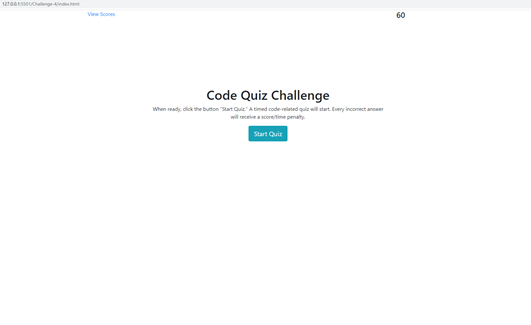 127.0.0.1:5501/Challenge-4/index.html
View Scores
60
Code Quiz Challenge
When ready, click the button "Start Quiz." A timed code-related quiz will start. Every incorrect answer
will receive a score/time penalty.
Start Quiz